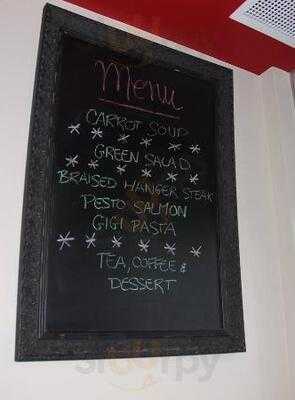 Menu
CARROT SOUP
GREEN SALAD
BRAISED HANGER STEAK
PESTO SALMON
GIGI PASTA
TEA, COFFEE &
DESSERT